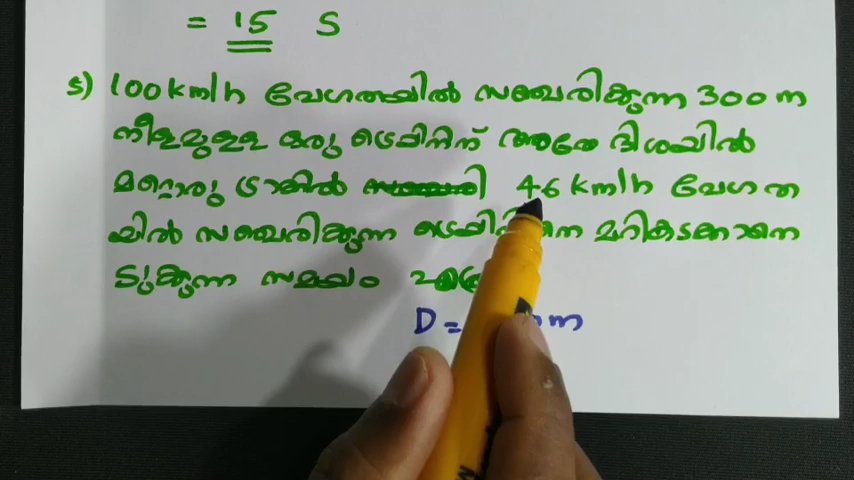 = 15 S
5) 100 km/h വേഗതയിൽ സഞ്ചരിക്കുന്ന 300 m
നീളമുള്ള ഒരു ട്രെയിനിന് അതേ ദിശയിൽ
മറ്റൊരു ട്രാക്കിൽ 46 km/h വേഗത
യിൽ സഞ്ചരിക്കുന്ന മറികടക്കാനെ
ടുക്കുന്ന സമയം
D = m